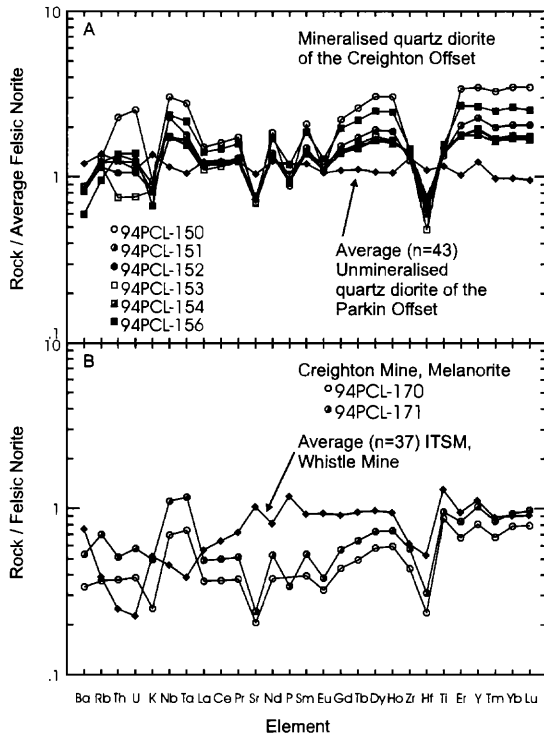 10
A
Mineralised quartz diorite
of the Creighton Offset
Rock / Average Felsic Norite
1
94PCL-150
94PCL-151
94PCL-152
94PCL-153
94PCL-154
94PCL-156
Average (n=43)
Unmineralised
quartz diorite of the
Parkin Offset
.1
10
B
Creighton Mine, Melanorite
94PCL-170
94PCL-171
Average (n=37) ITSM,
Whistle Mine
Rock / Felsic Norite
1
.1
Ba Rb Th U K Nb Ta La Ce Pr Sr Nd P Sm Eu Gd Tb Dy Ho Zr Hf Ti Er Y Tm Yb Lu
Element